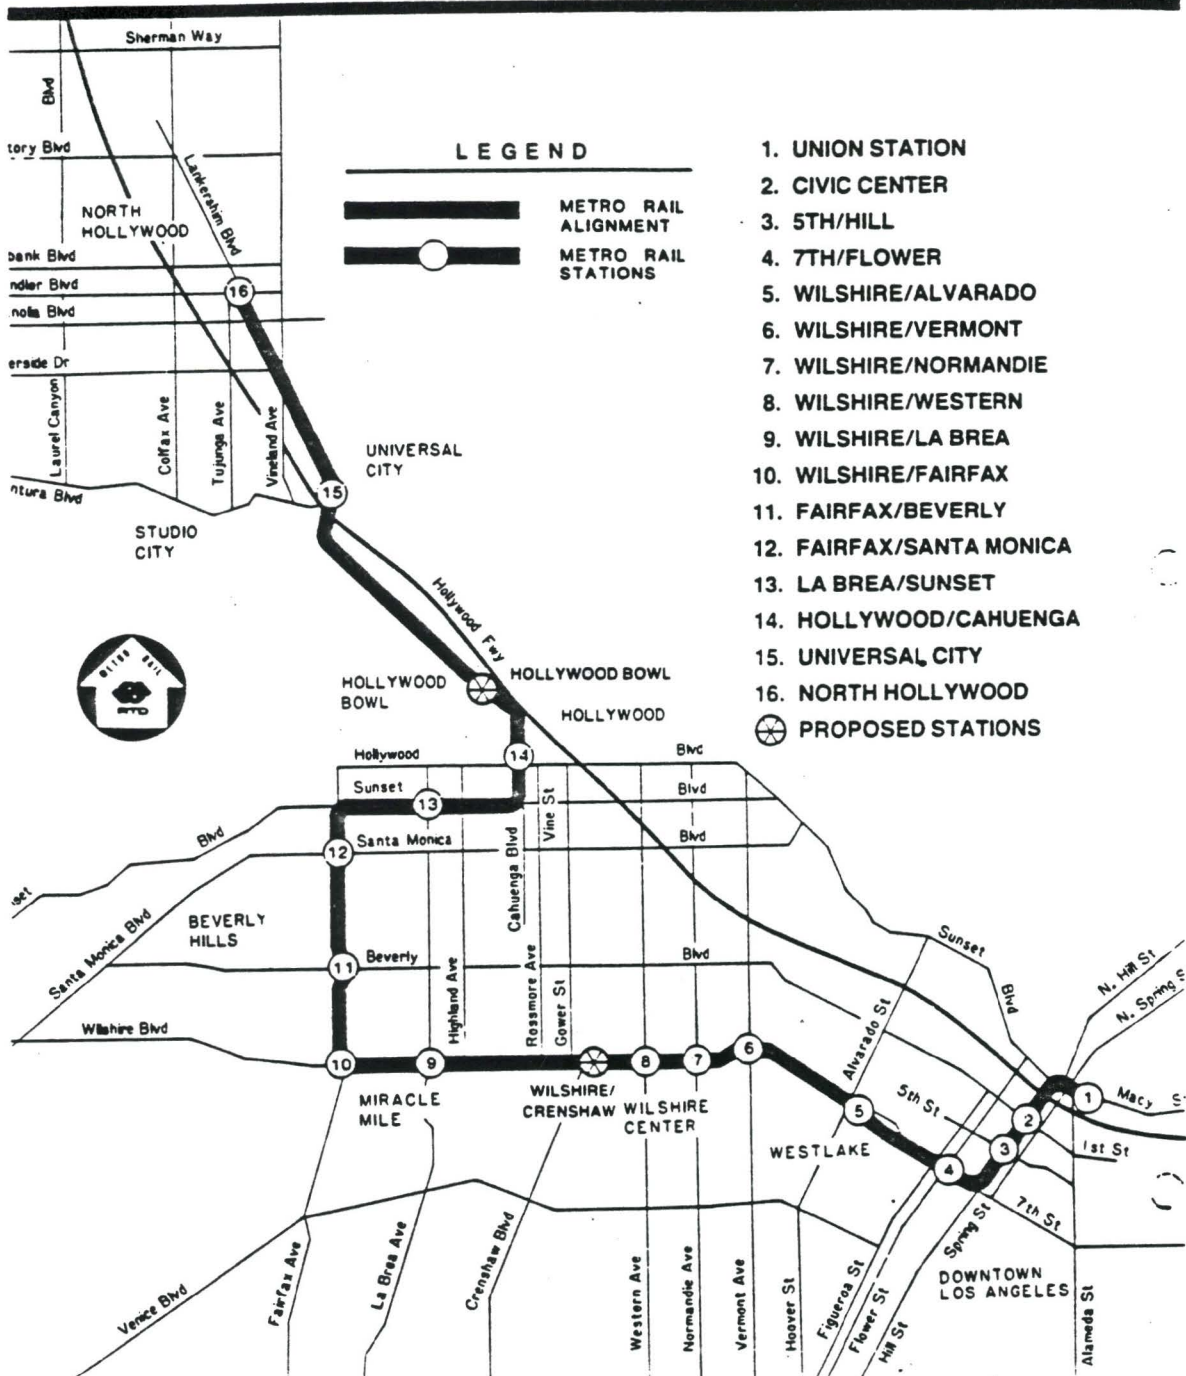 Sherman Way
Blvd
tory Blvd
Lankershim Blvd
NORTH
HOLLYWOOD
bank Blvd
ndler Blvd
nolia Blvd
erside Dr
Laurel Canyon
Colfax Ave
Tujunga Ave
Vineland Ave
ntura Blvd
16
15
UNIVERSAL
CITY
STUDIO
CITY
LEGEND
METRO RAIL
ALIGNMENT
METRO RAIL
STATIONS
1. UNION STATION
2. CIVIC CENTER
3. 5TH/HILL
4. 7TH/FLOWER
5. WILSHIRE/ALVARADO
6. WILSHIRE/VERMONT
7. WILSHIRE/NORMANDIE
8. WILSHIRE/WESTERN
9. WILSHIRE/LA BREA
10. WILSHIRE/FAIRFAX
11. FAIRFAX/BEVERLY
12. FAIRFAX/SANTA MONICA
13. LA BREA/SUNSET
14. HOLLYWOOD/CAHUENGA
15. UNIVERSAL CITY
16. NORTH HOLLYWOOD
PROPOSED STATIONS
Hollywood Fwy
RAIL
RTD
HOLLYWOOD
BOWL
HOLLYWOOD BOWL
HOLLYWOOD
Hollywood
Blvd
14
Sunset
13
Blvd
Vine St
Blvd
12
Santa Monica
Blvd
Cahuenga Blvd
set
Santa Monica Blvd
BEVERLY
HILLS
11
Beverly
Blvd
Highland Ave
Rossmore Ave
Gower St
Sunset
Blvd
N. Hill St
N. Spring S
Alvarado St
Wilshire Blvd
10
9
8
7
6
5
4
3
2
1
MIRACLE
MILE
WILSHIRE/
CRENSHAW
WILSHIRE
CENTER
WESTLAKE
5th St
Macy St
1st St
7th St
Spring St
DOWNTOWN
LOS ANGELES
Venice Blvd
Fairfax Ave
La Brea Ave
Crenshaw Blvd
Western Ave
Normandie Ave
Vermont Ave
Hoover St
Figueroa St
Flower St
Hill St
Alameda St